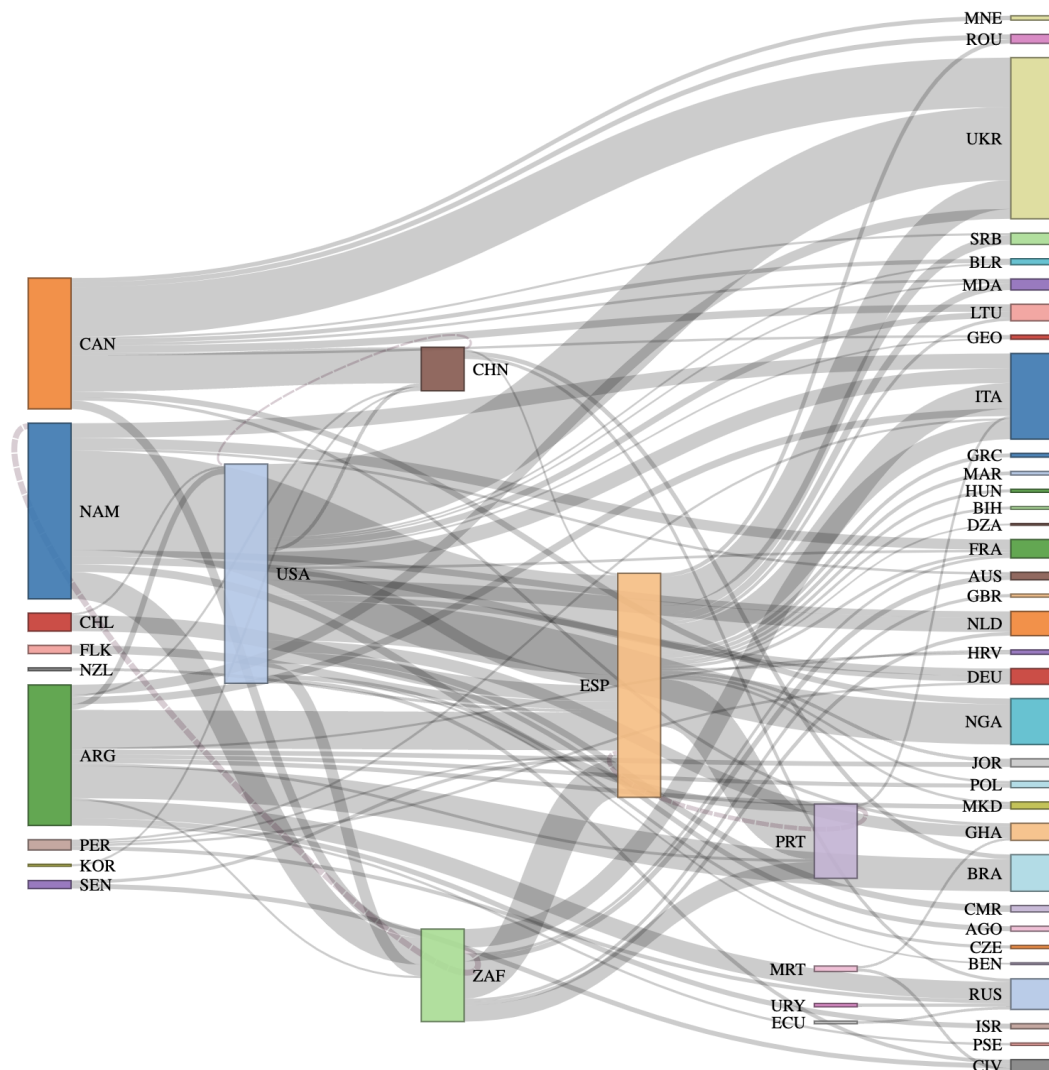 MNE
ROU
UKR
SRB
BLR
MDA
LTU
GEO
CAN
CHN
ITA
NAM
GRC
MAR
HUN
BIH
DZA
FRA
USA
AUS
GBR
CHL
NLD
FLK
HRV
NZL
DEU
ESP
NGA
ARG
JOR
POL
MKD
GHA
PER
PRT
KOR
BRA
SEN
CMR
AGO
CZE
BEN
MRT
ZAF
RUS
URY
ECU
ISR
PSE
CIV